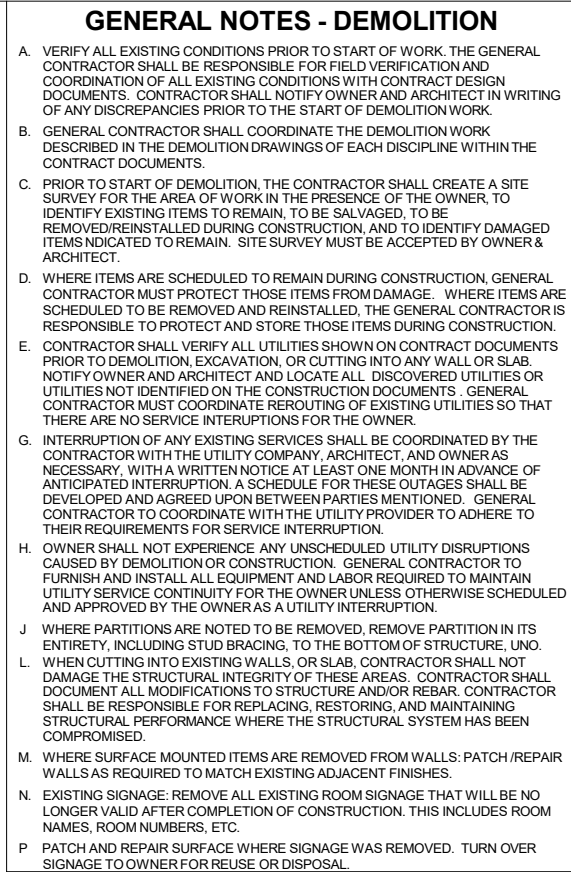 GENERAL NOTES - DEMOLITION
A. VERIFY ALL EXISTING CONDITIONS PRIOR TO START OF WORK. THE GENERAL
CONTRACTOR SHALL BE RESPONSIBLE FOR FIELD VERIFICATION AND
COORDINATION OF ALL EXISTING CONDITIONS WITH CONTRACT DESIGN
DOCUMENTS. CONTRACTOR SHALL NOTIFY OWNER AND ARCHITECT IN WRITING
OF ANY DISCREPANCIES PRIOR TO THE START OF DEMOLITION WORK.
B. GENERAL CONTRACTOR SHALL COORDINATE THE DEMOLITION WORK
DESCRIBED IN THE DEMOLITION DRAWINGS OF EACH DISCIPLINE WITHIN THE
CONTRACT DOCUMENTS.
C. PRIOR TO START OF DEMOLITION, THE CONTRACTOR SHALL CREATE A SITE
SURVEY FOR THE AREA OF WORK IN THE PRESENCE OF THE OWNER, TO
IDENTIFY EXISTING ITEMS TO REMAIN, TO BE SALVAGED, TO BE
REMOVED/REINSTALLED DURING CONSTRUCTION, AND TO IDENTIFY DAMAGED
ITEMS NDICATED TO REMAIN. SITE SURVEY MUST BE ACCEPTED BY OWNER &
ARCHITECT.
D. WHERE ITEMS ARE SCHEDULED TO REMAIN DURING CONSTRUCTION, GENERAL
CONTRACTOR MUST PROTECT THOSE ITEMS FROM DAMAGE. WHERE ITEMS ARE
SCHEDULED TO BE REMOVED AND REINSTALLED, THE GENERAL CONTRACTOR IS
RESPONSIBLE TO PROTECT AND STORE THOSE ITEMS DURING CONSTRUCTION.
E. CONTRACTOR SHALL VERIFY ALL UTILITIES SHOWN ON CONTRACT DOCUMENTS
PRIOR TO DEMOLITION, EXCAVATION, OR CUTTING INTO ANY WALL OR SLAB.
NOTIFY OWNER AND ARCHITECT AND LOCATE ALL DISCOVERED UTILITIES OR
UTILITIES NOT IDENTIFIED ON THE CONSTRUCTION DOCUMENTS . GENERAL
CONTRACTOR MUST COORDINATE REROUTING OF EXISTING UTILITIES SO THAT
THERE ARE NO SERVICE INTERUPTIONS FOR THE OWNER.
G. INTERRUPTION OF ANY EXISTING SERVICES SHALL BE COORDINATED BY THE
CONTRACTOR WITH THE UTILITY COMPANY, ARCHITECT, AND OWNER AS
NECESSARY, WITH A WRITTEN NOTICE AT LEAST ONE MONTH IN ADVANCE OF
ANTICIPATED INTERRUPTION. A SCHEDULE FOR THESE OUTAGES SHALL BE
DEVELOPED AND AGREED UPON BETWEEN PARTIES MENTIONED. GENERAL
CONTRACTOR TO COORDINATE WITH THE UTILITY PROVIDER TO ADHERE TO
THEIR REQUIREMENTS FOR SERVICE INTERRUPTION.
H. OWNER SHALL NOT EXPERIENCE ANY UNSCHEDULED UTILITY DISRUPTIONS
CAUSED BY DEMOLITION OR CONSTRUCTION. GENERAL CONTRACTOR TO
FURNISH AND INSTALL ALL EQUIPMENT AND LABOR REQUIRED TO MAINTAIN
UTILITY SERVICE CONTINUITY FOR THE OWNER UNLESS OTHERWISE SCHEDULED
AND APPROVED BY THE OWNER AS A UTILITY INTERRUPTION.
J WHERE PARTITIONS ARE NOTED TO BE REMOVED, REMOVE PARTITION IN ITS
ENTIRETY, INCLUDING STUD BRACING, TO THE BOTTOM OF STRUCTURE, UNO.
L. WHEN CUTTING INTO EXISTING WALLS, OR SLAB, CONTRACTOR SHALL NOT
DAMAGE THE STRUCTURAL INTEGRITY OF THESE AREAS. CONTRACTOR SHALL
DOCUMENT ALL MODIFICATIONS TO STRUCTURE AND/OR REBAR. CONTRACTOR
SHALL BE RESPONSIBLE FOR REPLACING, RESTORING, AND MAINTAINING
STRUCTURAL PERFORMANCE WHERE THE STRUCTURAL SYSTEM HAS BEEN
COMPROMISED.
M. WHERE SURFACE MOUNTED ITEMS ARE REMOVED FROM WALLS: PATCH /REPAIR
WALLS AS REQUIRED TO MATCH EXISTING ADJACENT FINISHES.
N. EXISTING SIGNAGE: REMOVE ALL EXISTING ROOM SIGNAGE THAT WILL BE NO
LONGER VALID AFTER COMPLETION OF CONSTRUCTION. THIS INCLUDES ROOM
NAMES, ROOM NUMBERS, ETC.
P PATCH AND REPAIR SURFACE WHERE SIGNAGE WAS REMOVED. TURN OVER
SIGNAGE TO OWNER FOR REUSE OR DISPOSAL.